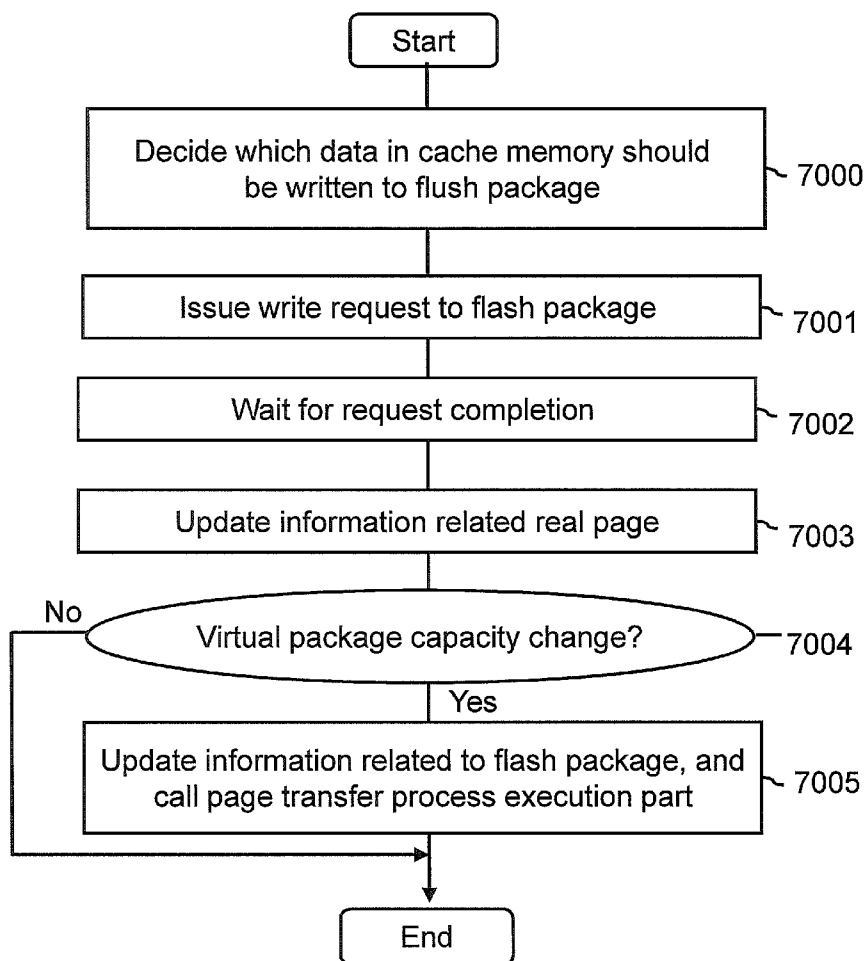 Start
Decide which data in cache memory should
be written to flush package
7000
Issue write request to flash package
7001
Wait for request completion
7002
Update information related real page
7003
No
Virtual package capacity change?
7004
Yes
Update information related to flash package, and
call page transfer process execution part
7005
End